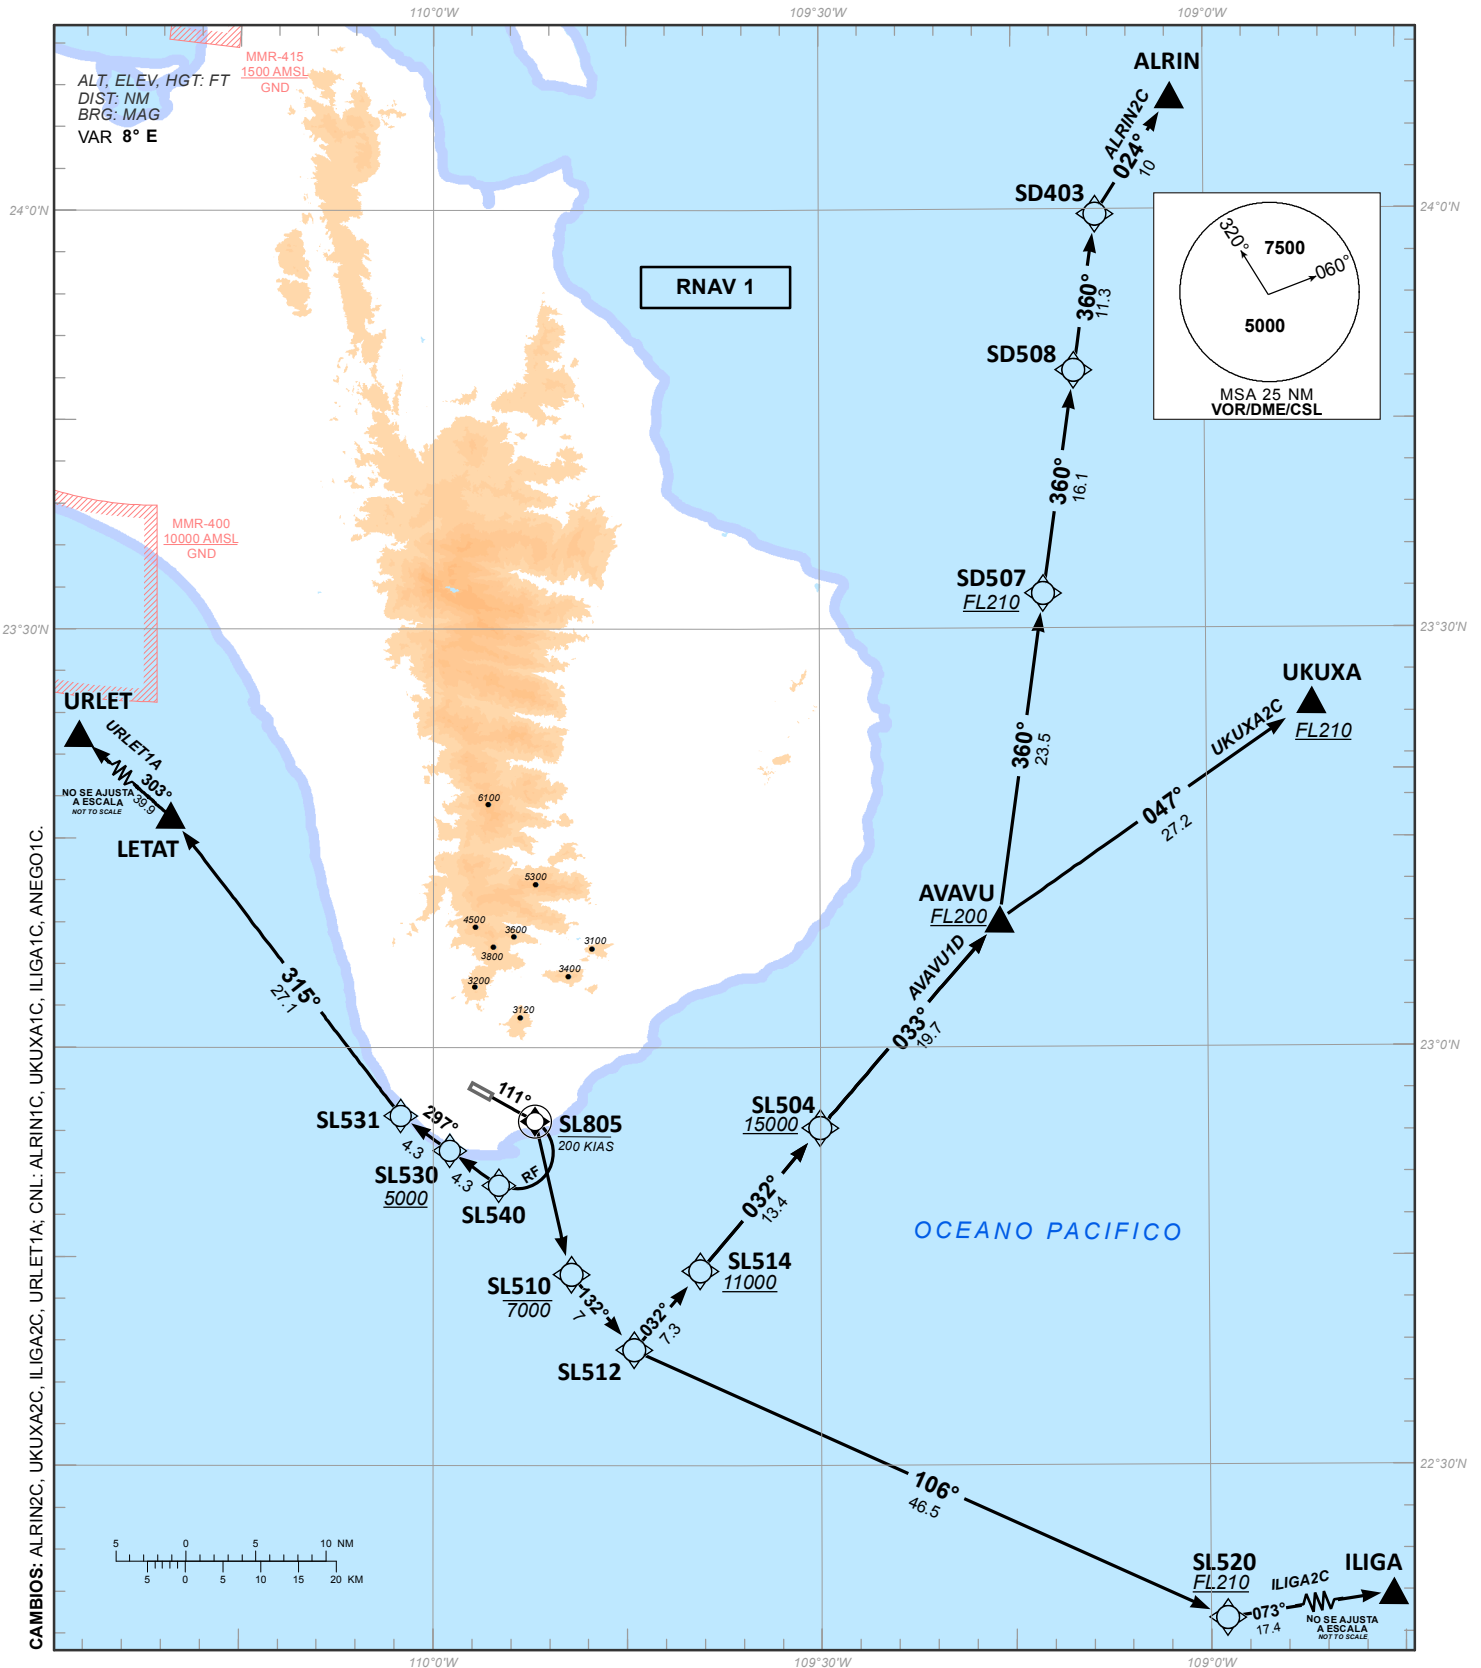 110°0'W
109°30'W
109°0'W
ALT, ELEV, HGT: FT
DIST: NM
BRG: MAG
VAR 8° E
MMR-415
1500 AMSL
GND
ALRIN
ALRIN2C
024°
10
SD403
24°0'N
24°0'N
RNAV 1
320°
7500
060°
5000
MSA 25 NM
VOR/DME/CSL
360°
11.3
SD508
360°
16.1
MMR-400
10000 AMSL
GND
SD507
FL210
23°30'N
23°30'N
URLET
URLET1A
303°
39.9
NO SE AJUSTA
A ESCALA
NOT TO SCALE
LETAT
UKUXA
FL210
UKUXA2C
360°
23.5
047°
27.2
6100
5300
4500
3600
3800
3100
3400
3200
3120
AVAVU
FL200
AVAVU1D
033°
19.7
315°
27.1
23°0'N
23°0'N
111°
SL805
200 KIAS
SL531
297°
4.3
SL530
5000
4.3
RF
SL540
SL504
15000
032°
13.4
OCEANO PACIFICO
SL510
7000
132°
7
SL514
11000
032°
7.3
SL512
106°
46.5
22°30'N
SL520
FL210
ILIGA
ILIGA2C
073°
17.4
NO SE AJUSTA
A ESCALA
NOT TO SCALE
5 0 5 10 NM
5 0 5 10 15 20 KM
CAMBIOS: ALRIN2C, UKUXA2C, ILIGA2C, URLET1A; CNL: ALRIN1C, UKUXA1C, ILIGA1C, ANEGO1C.
110°0'W
109°30'W
109°0'W